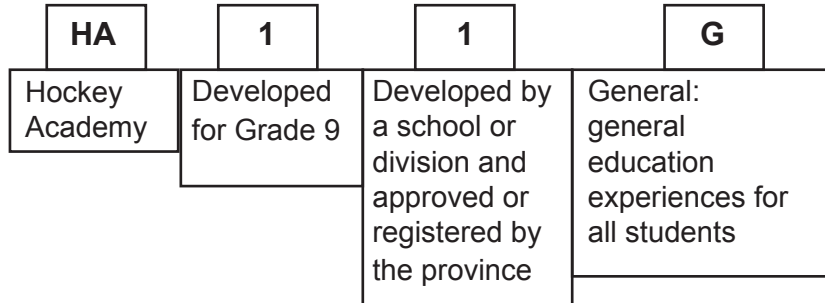 HA
1
1
G
Hockey
Academy
Developed
for Grade 9
Developed by
a school or
division and
approved or
registered by
the province
General:
general
education
experiences for
all students